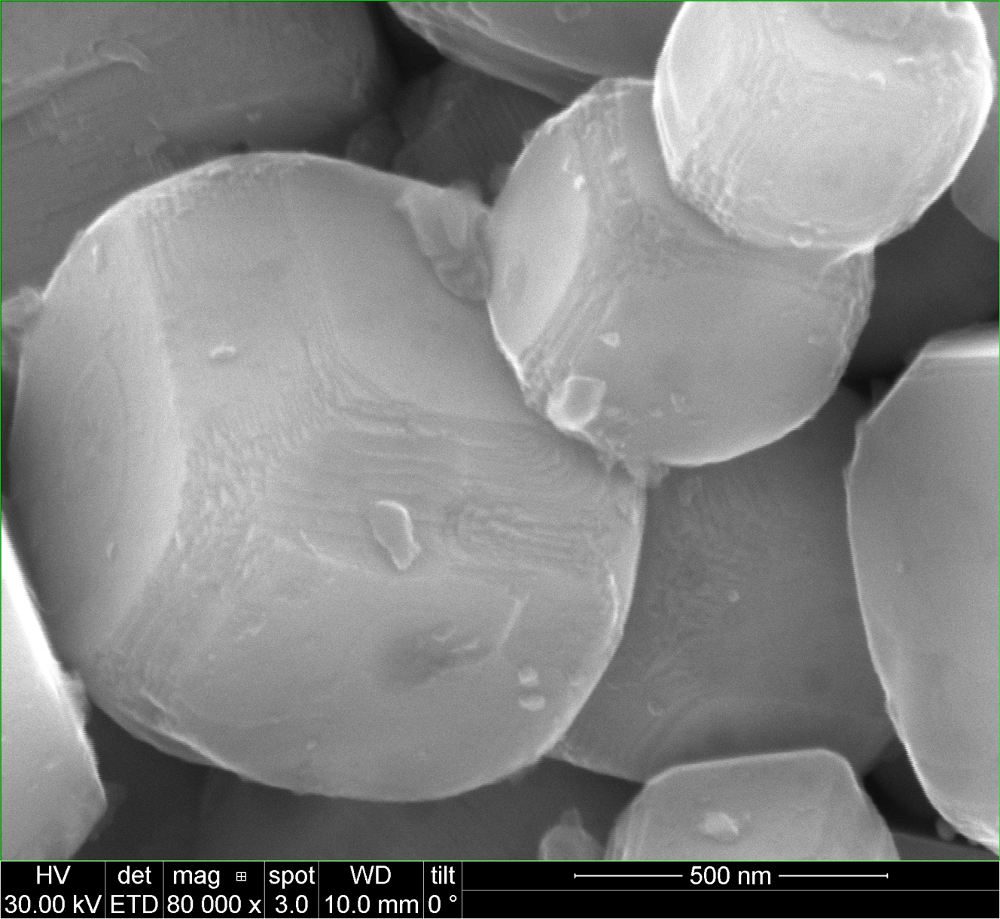 HV det mag ⊞ spot WD tilt
30.00 kV ETD 80 000 x 3.0 10.0 mm 0 °
500 nm